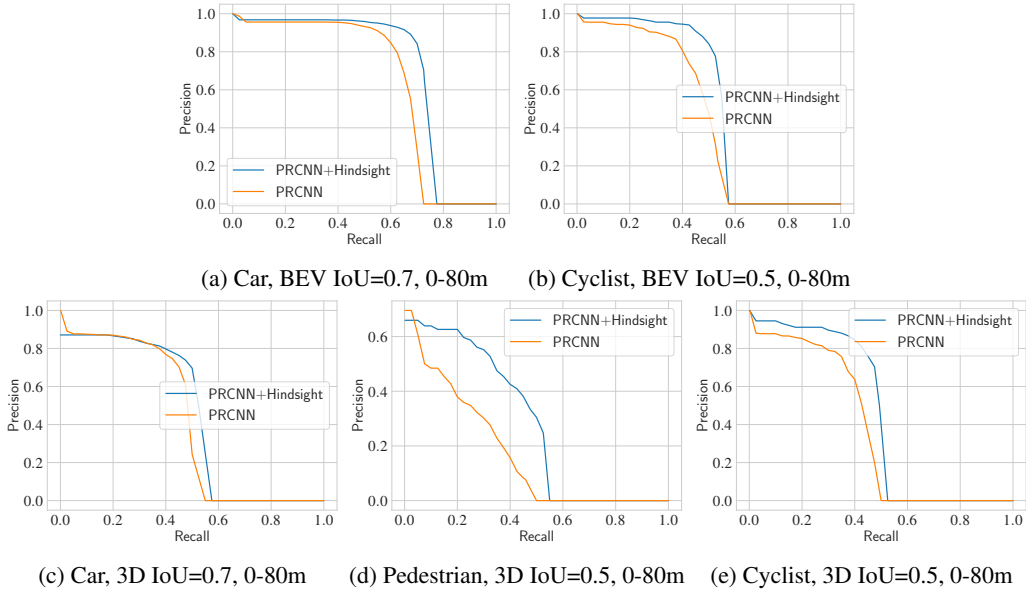 1.0
0.8
0.6
0.4
0.2
0.0
Precision
PRCNN+Hindsight
PRCNN
0.0 0.2 0.4 0.6 0.8 1.0
Recall
(a) Car, BEV IoU=0.7, 0-80m
1.0
0.8
0.6
0.4
0.2
0.0
Precision
PRCNN+Hindsight
PRCNN
0.0 0.2 0.4 0.6 0.8 1.0
Recall
(b) Cyclist, BEV IoU=0.5, 0-80m
1.0
0.8
0.6
0.4
0.2
0.0
Precision
PRCNN+Hindsight
PRCNN
0.0 0.2 0.4 0.6 0.8 1.0
Recall
(c) Car, 3D IoU=0.7, 0-80m
0.6
0.4
0.2
0.0
Precision
PRCNN+Hindsight
PRCNN
0.0 0.2 0.4 0.6 0.8 1.0
Recall
(d) Pedestrian, 3D IoU=0.5, 0-80m
1.0
0.8
0.6
0.4
0.2
0.0
Precision
PRCNN+Hindsight
PRCNN
0.0 0.2 0.4 0.6 0.8 1.0
Recall
(e) Cyclist, 3D IoU=0.5, 0-80m